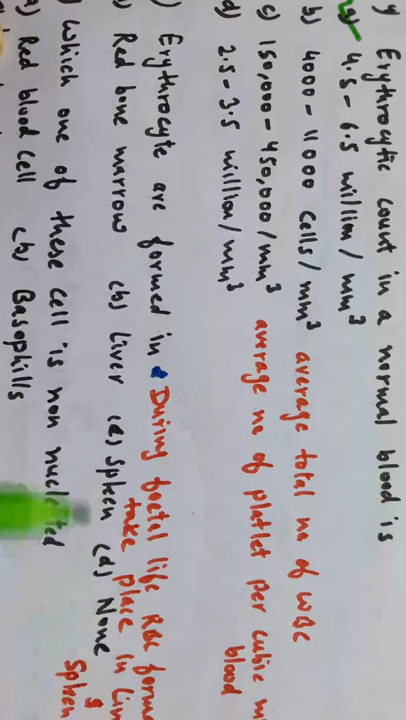 y) Erythrocytic count in a normal blood is
a) 4.5 - 6.5 million / mm³
b) 4000 - 11000 cells / mm³ average total no of WBC
c) 150,000 - 450,000 / mm³ average no of platlet per cubic m
blood
d) 2.5 - 3.5 million / mm³
) Erythrocyte are formed in During foetal life RBC forma
take place in Liv
) Red bone marrow (b) Liver (c) Spleen (d) None
& Spleen
) Which one of these cell is non nucleated
a) Red blood cell (b) Basophills